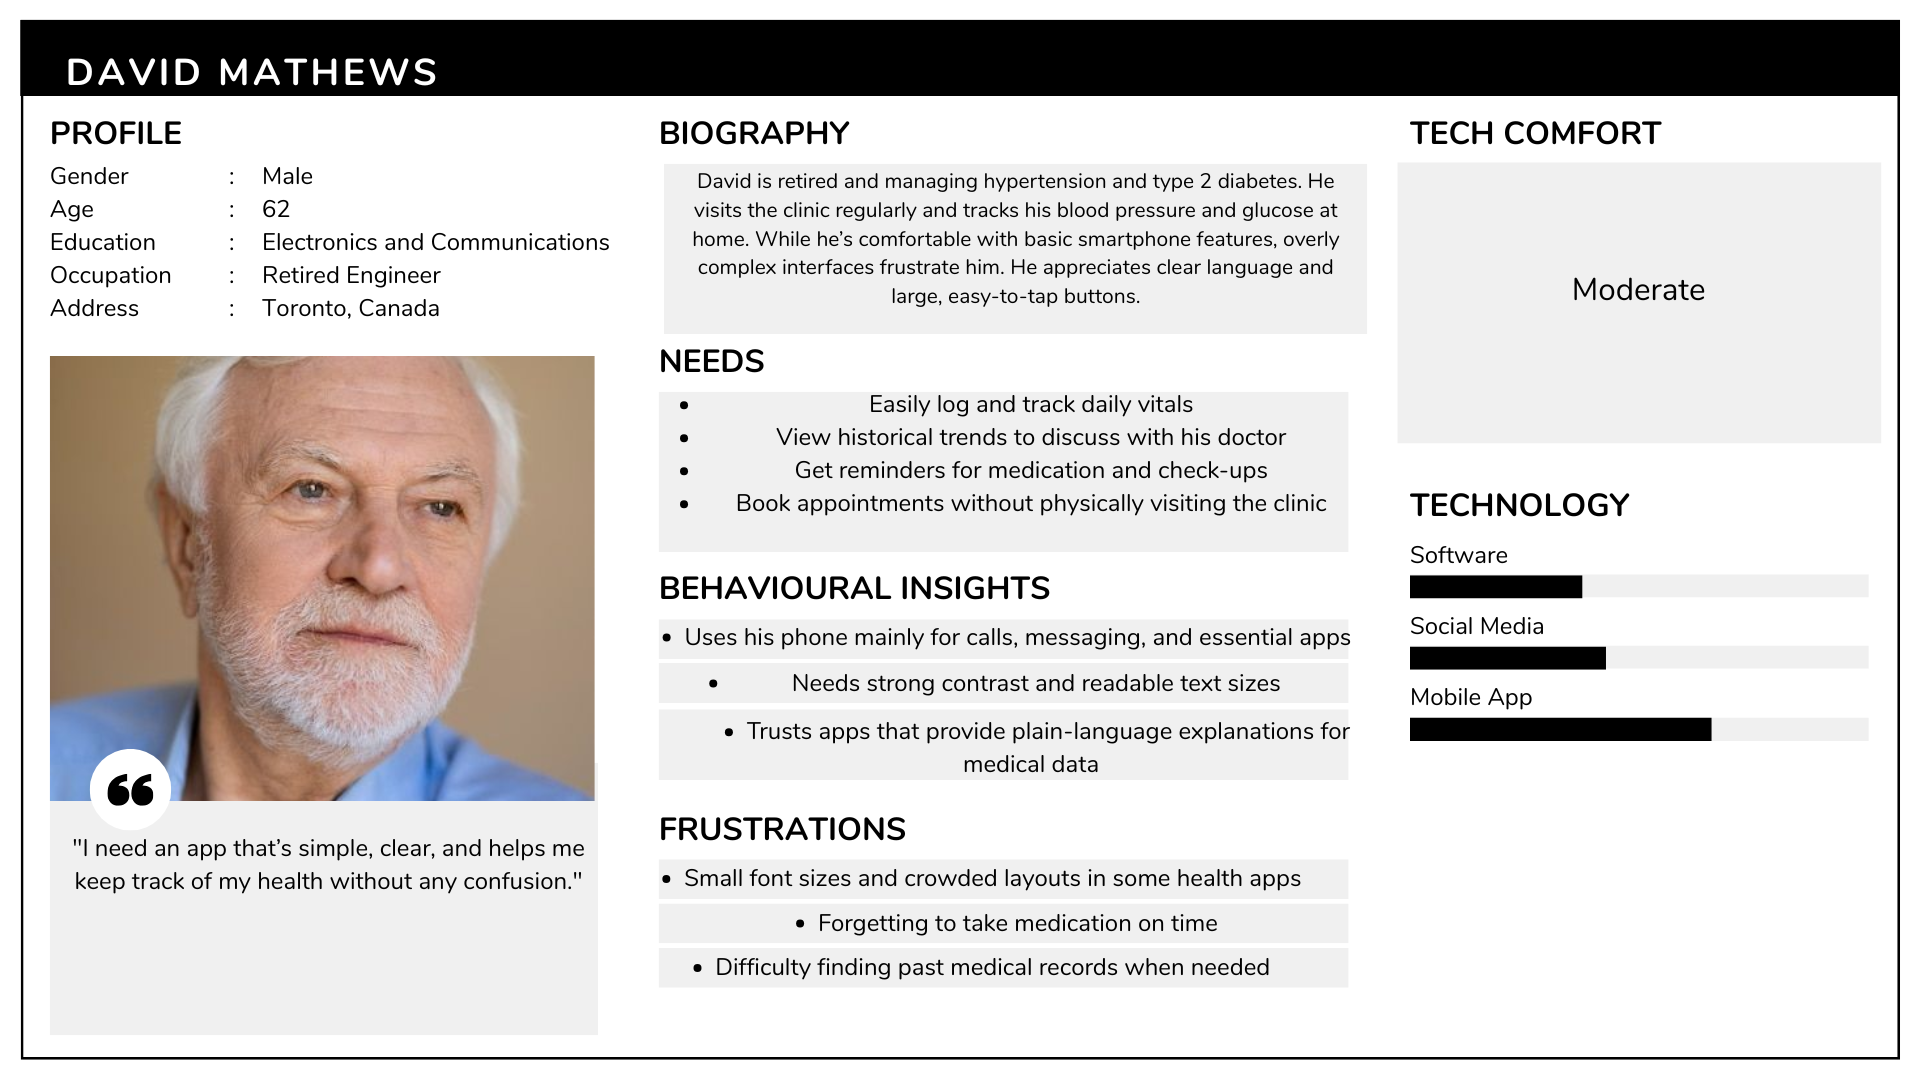 DAVID MATHEWS
PROFILE
Gender : Male
Age : 62
Education : Electronics and Communications
Occupation : Retired Engineer
Address : Toronto, Canada
"I need an app that’s simple, clear, and helps me
keep track of my health without any confusion."
BIOGRAPHY
David is retired and managing hypertension and type 2 diabetes. He
visits the clinic regularly and tracks his blood pressure and glucose at
home. While he’s comfortable with basic smartphone features, overly
complex interfaces frustrate him. He appreciates clear language and
large, easy-to-tap buttons.
NEEDS
• Easily log and track daily vitals
• View historical trends to discuss with his doctor
• Get reminders for medication and check-ups
• Book appointments without physically visiting the clinic
BEHAVIOURAL INSIGHTS
• Uses his phone mainly for calls, messaging, and essential apps
• Needs strong contrast and readable text sizes
• Trusts apps that provide plain-language explanations for
medical data
FRUSTRATIONS
• Small font sizes and crowded layouts in some health apps
• Forgetting to take medication on time
• Difficulty finding past medical records when needed
TECH COMFORT
Moderate
TECHNOLOGY
Software
Social Media
Mobile App